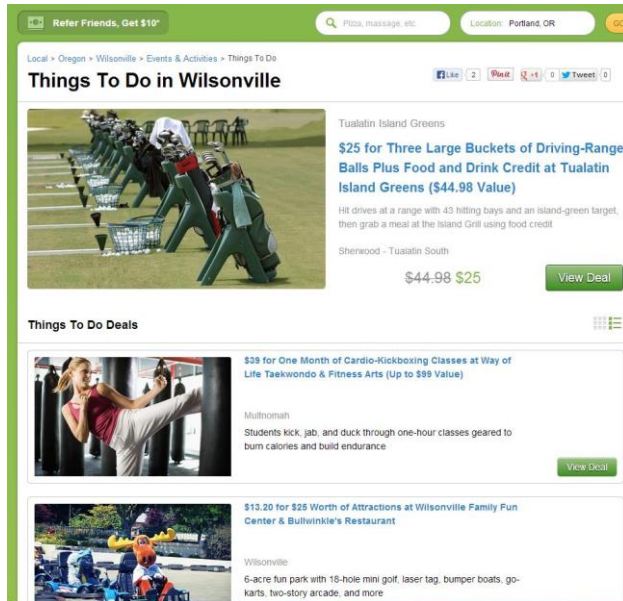 Refer Friends, Get $10*
Pizza, massage, etc.
Location: Portland, OR
GO
Local > Oregon > Wilsonville > Events & Activities > Things To Do
Things To Do in Wilsonville
Like 2 Pin it +1 0 Tweet 0
Tualatin Island Greens
$25 for Three Large Buckets of Driving-Range
Balls Plus Food and Drink Credit at Tualatin
Island Greens ($44.98 Value)
Hit drives at a range with 43 hitting bays and an island-green target,
then grab a meal at the Island Grill using food credit
Sherwood - Tualatin South
$44.98 $25
View Deal
Things To Do Deals
$39 for One Month of Cardio-Kickboxing Classes at Way of
Life Taekwondo & Fitness Arts (Up to $99 Value)
Multnomah
Students kick, jab, and duck through one-hour classes geared to
burn calories and build endurance
View Deal
$13.20 for $25 Worth of Attractions at Wilsonville Family Fun
Center & Bullwinkle's Restaurant
Wilsonville
6-acre fun park with 18-hole mini golf, laser tag, bumper boats, go-
karts, two-story arcade, and more